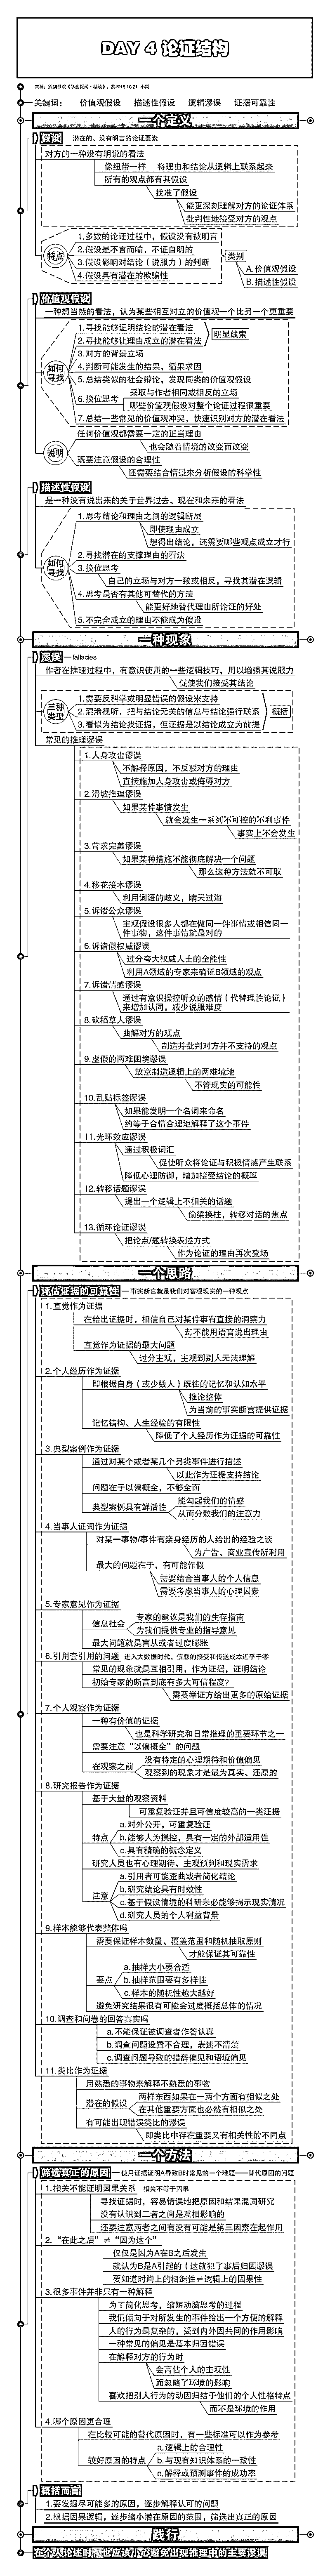 DAY 4 论证结构
关键词： 价值观假设 描述性假设 逻辑谬误 证据可靠性
一个定义
假设 潜在的、没有明言的论证要素
对方的一种没有明说的看法
像纽带一样 将理由和结论从逻辑上联系起来
所有的观点都有其假设
找准了假设
能更深刻理解对方的论证体系
批判性地接受对方的观点
特点
1.多数的论证过程中，假设没有被明言
2.假设是不言而喻，不证自明的
3.假设影响对结论（说服力）的判断
4.假设具有潜在的欺骗性
类别
A.价值观假设
B.描述性假设
价值观假设
一种想当然的看法，认为某些相互对立的价值观一个比另一个更重要
如何寻找
1.寻找能够证明结论的潜在看法
2.寻找能够让理由成立的潜在看法
明显线索
3.对方的背景立场
4.判断可能发生的结果，循果求因
5.总结类似的社会辩论，发现同类的价值观假设
6.换位思考
采取与作者相同或相反的立场
哪些价值观假设对整个论证过程很重要
7.总结一些常见的价值观冲突，快速识别对方的潜在看法
说明
任何价值观都需要一定的正当理由
也会随着情境的改变而改变
既要注意假设的合理性
还需要结合情景来分析假设的科学性
描述性假设
是一种没有说出来的关于世界过去、现在和未来的看法
如何寻找
1.思考结论和理由之间的逻辑断层
即使理由成立
想得出结论，还需要哪些观点成立才行
2.寻找潜在的支撑理由的看法
3.换位思考
自己的立场与对方一致或相反，寻找其潜在逻辑
4.思考是否有其他可替代的方法
能更好地替代理由所论证的好处
5.不完全成立的理由不能成为假设
一种现象
谬误 fallacies
作者在推理过程中，有意识使用的一些逻辑技巧，用以增强其说服力
促使我们接受其结论
三种类型
1.需要反科学或明显错误的假设来支持
2.混淆视听，把与结论无关的信息与结论强行联系
3.看似为结论找证据，但证据是以结论成立为前提
概括
常见的推理谬误
1.人身攻击谬误
不解释原因，不反驳对方的理由
直接施加人身攻击或侮辱对方
2.滑坡推理谬误
如果某件事情发生
就会发生一系列不可控的不利事件
事实上不会发生
3.苛求完美谬误
如果某种措施不能彻底解决一个问题
那么这种方法就不可取
4.移花接木谬误
利用词语的歧义，瞒天过海
5.诉诸公众谬误
主观假设很多人都在做同一件事情或相信同一
件事物，这件事情就是对的
6.诉诸假权威谬误
过分夸大权威人士的全能性
利用A领域的专家来确证B领域的观点
7.诉诸情感谬误
通过有意识操控听众的感情（代替理性论证）
来增加认同，减少说服难度
8.砍稻草人谬误
曲解对方的观点
制造并批判对方并不支持的观点
9.虚假的两难困境谬误
故意制造逻辑上的两难境地
不管现实的可能性
10.乱贴标签谬误
如果能发明一个名词来命名
约等于合情合理地解释了这个事件
11.光环效应谬误
通过积极词汇
促使听众将论证与积极情感产生联系
降低心理防御，增加接受结论的概率
12.转移话题谬误
提出一个逻辑上不相关的话题
偷梁换柱，转移对话的焦点
13.循环论证谬误
把论点/题转换表述方式
作为论证的理由再次登场
一个思路
评估证据的可靠性 事实断言就是我们对客观现实的一种观点
1.直觉作为证据
在给出证据时，相信自己对某件事有直接的洞察力
却不能用语言说出理由
直觉作为证据的最大问题
过分主观，主观到别人无法理解
2.个人经历作为证据
即根据自身（或少数人）既往的记忆和认知水平
推论整体
为当前的事实断言提供证据
记忆错构、人生经验的有限性
降低了个人经历作为证据的可靠性
3.典型案例作为证据
通过对某个或者某几个另类事件进行描述
以此作为证据支持结论
问题在于以偏概全，不够全面
典型案例具有鲜活性
能勾起我们的情感
从而分散我们的注意力
4.当事人证词作为证据
对某一事物/事件有亲身经历的人给出的经验之谈
为广告、商业宣传所利用
最大的问题在于，有可能作假
需要结合当事人的个人信息
需要考虑当事人的心理因素
5.专家意见作为证据
信息社会
专家的建议是我们的生存指南
为我们提供专业的指导意见
最大问题就是盲从或者过度膨胀
6.引用套引用的问题 进入大数据时代，信息的接受和传送成本近乎于零
常见的现象就是互相引用，作为证据，证明结论
初始专家的断言到底有多大可信程度？
需要举证方给出更多的原始证据
7.个人观察作为证据
一种有价值的证据
也是科学研究和日常推理的重要环节之一
需要注意“以偏概全”的问题
在观察之前
没有特定的心理期待和价值偏见
观察到的现象才是最为真实、还原的
8.研究报告作为证据
基于大量的观察资料
可重复验证并且可信度较高的一类证据
特点
a.对外公开，可重复验证
b.能够人为操控，具有一定的外部适用性
c.具有精确的概念定义
研究人员也有心理期待、主观预判和现实需求
注意
a.引用者可能歪曲或者简化结论
b.研究结论具有时效性
c.基于假设情境的科研未必能够揭示现实情况
d.研究人员的个人利益背景
9.样本能够代表整体吗
需要保证样本数量、覆盖范围和随机抽取原则
才能保证其可靠性
要点
a.抽样大小要合适
b.抽样范围要有多样性
c.样本的随机性越大越好
避免研究结果很有可能会过度概括总体的情况
10.调查和问卷的回答真实吗
a.不能保证被调查者作答认真
b.调查问题设置不合理，表述不清楚
c.调查问题导致的措辞偏见和语境偏见
11.类比作为证据
用熟悉的事物来解释不熟悉的事物
潜在的假设
两样东西如果在一两个方面有相似之处
在其他重要方面也必然有相似之处
有可能出现错误类比的谬误
即类比中存在重要又有相关性的不同点
一个方法
筛选真正的原因 使用证据证明A导致B时常见的一个难题——替代原因的问题
1.相关不能证明因果关系 相关不等于因果
寻找证据时，容易错误地把原因和结果混淆研究
没有认识到二者之间是互相影响的
还要注意两者之间有没有可能是第三因素在起作用
2.“在此之后”≠“因为这个”
仅仅是因为A在B之后发生
就认为B是A引起的（这就犯了事后归因谬误
要知道时间上的相继性≠逻辑上的因果性
3.很多事件并非只有一种解释
为了简化思考，缩短动脑思考的过程
我们倾向于对所发生的事件给出一个方便的解释
人的行为是复杂的，受到内外因共同的作用影响
一种常见的偏见是基本归因错误
在解释对方的行为时
会高估个人的主观性
而忽略了环境的影响
喜欢把别人行为的动因归结于他们的个人性格特点
而不是环境的作用
4.哪个原因更合理
在比较可能的替代原因时，有一些标准可以作为参考
较好原因的特点
a.逻辑上的合理性
b.与现有知识体系的一致性
c.解释或预测事件的成功率
概括而言
1.要发掘尽可能多的原因，逐步解释认可的问题
2.根据因果逻辑，逐步缩小潜在原因的范围，筛选出真正的原因
践行
在个人论述时，也应该小心避免出现推理中的主要谬误